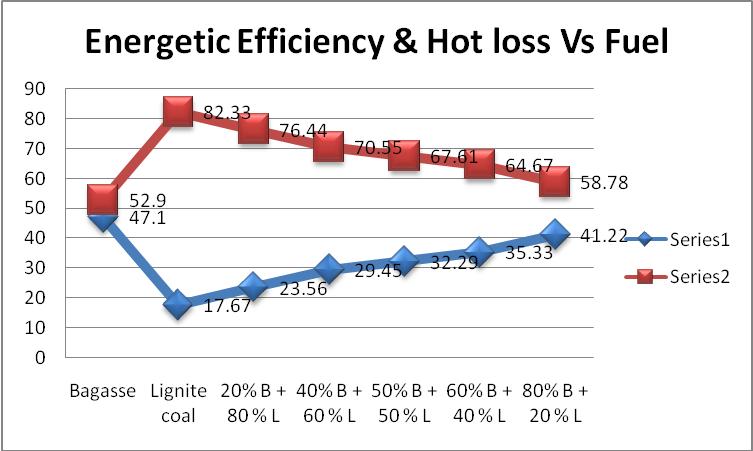 Energetic Efficiency & Hot loss Vs Fuel
90
80
70
60
50
40
30
20
10
0
82.33
76.44
70.55
67.61
64.67
58.78
52.9
47.1
17.67
23.56
29.45
32.29
35.33
41.22
Series1
Series2
Bagasse
Lignite
coal
20% B +
80 % L
40% B +
60 % L
50% B +
50 % L
60% B +
40 % L
80% B +
20 % L